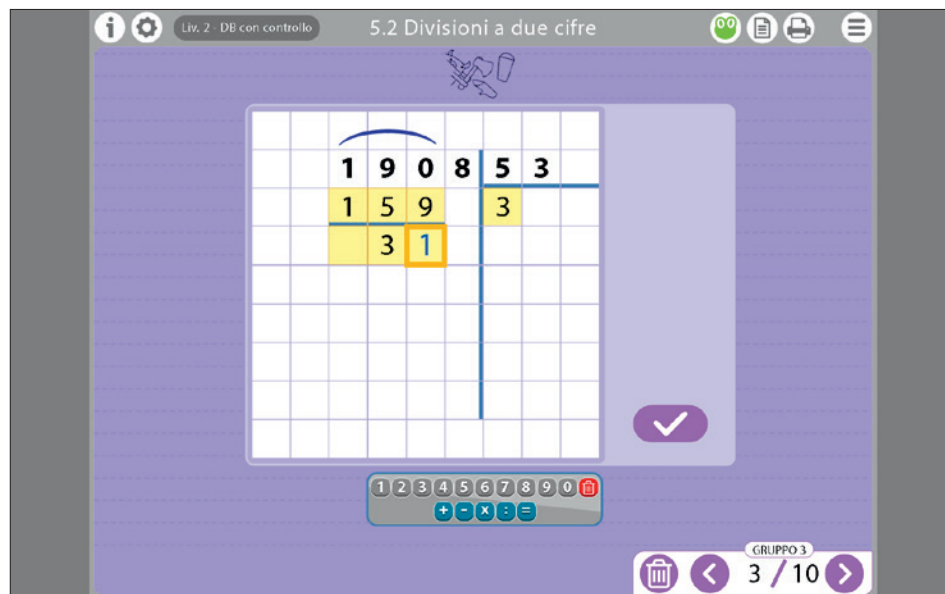 Liv. 2 - DB con controllo
5.2 Divisioni a due cifre
1 9 0 8 5 3
1 5 9 3
3 1
1 2 3 4 5 6 7 8 9 0
+ - x : =
GRUPPO 3
3 / 10